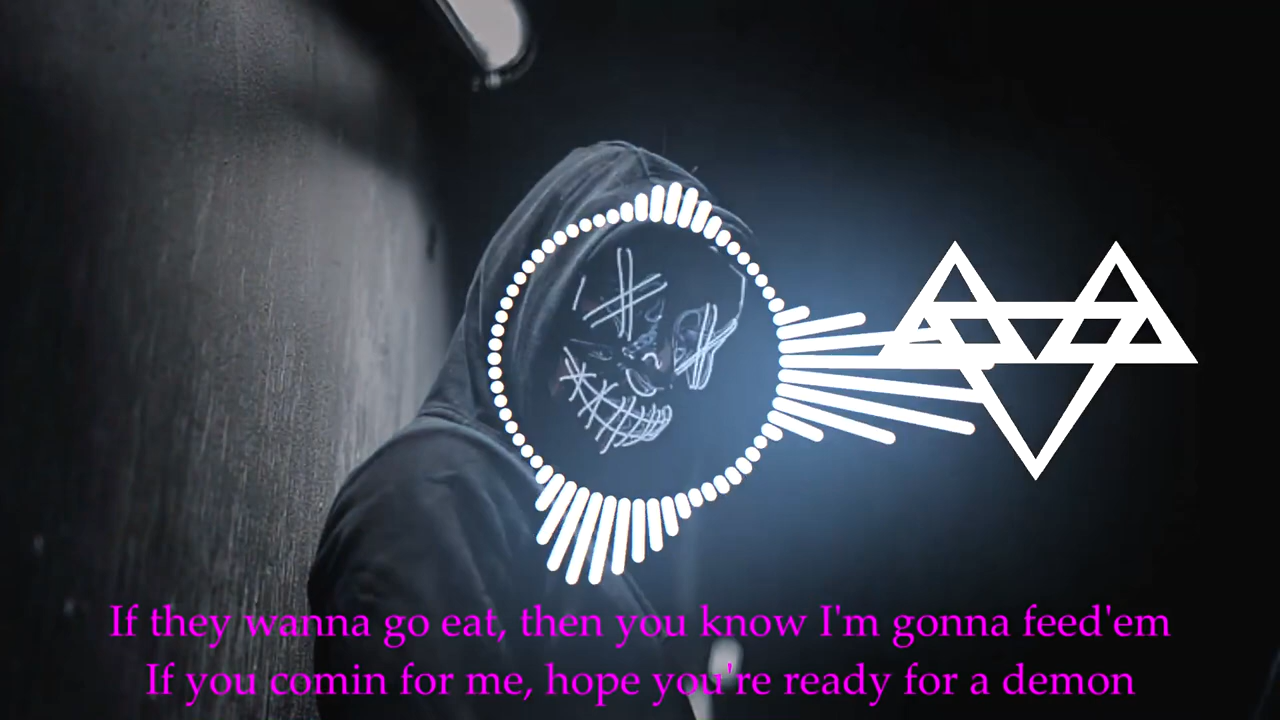 If they wanna go eat, then you know I'm gonna feed'em
If you comin for me, hope you're ready for a demon